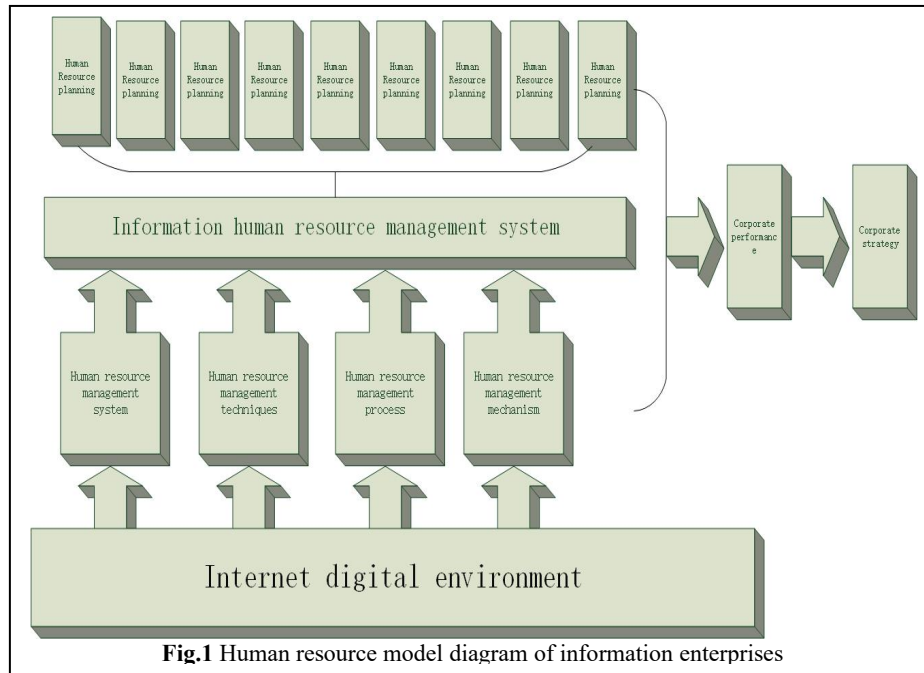 Human
Resource
planning
Human
Resource
planning
Human
Resource
planning
Human
Resource
planning
Human
Resource
planning
Human
Resource
planning
Human
Resource
planning
Human
Resource
planning
Human
Resource
planning
Information human resource management system
Corporate
performanc
e
Corporate
strategy
Human resource
management
system
Human resource
management
techniques
Human resource
management
process
Human resource
management
mechanism
Internet digital environment
Fig.1 Human resource model diagram of information enterprises